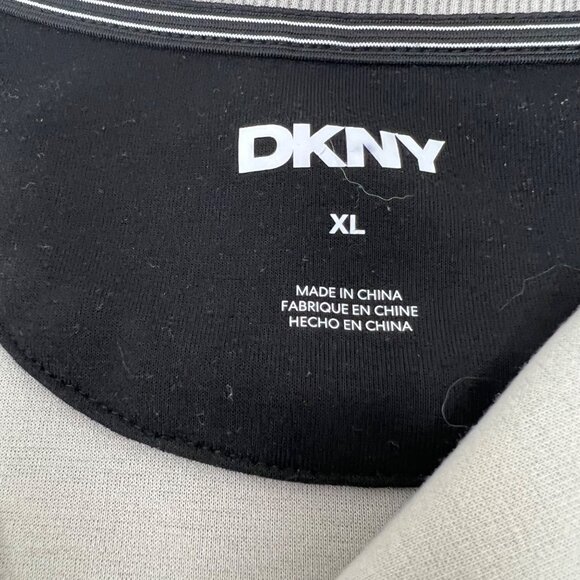 DKNY
XL
MADE IN CHINA
FABRIQUE EN CHINE
HECHO EN CHINA